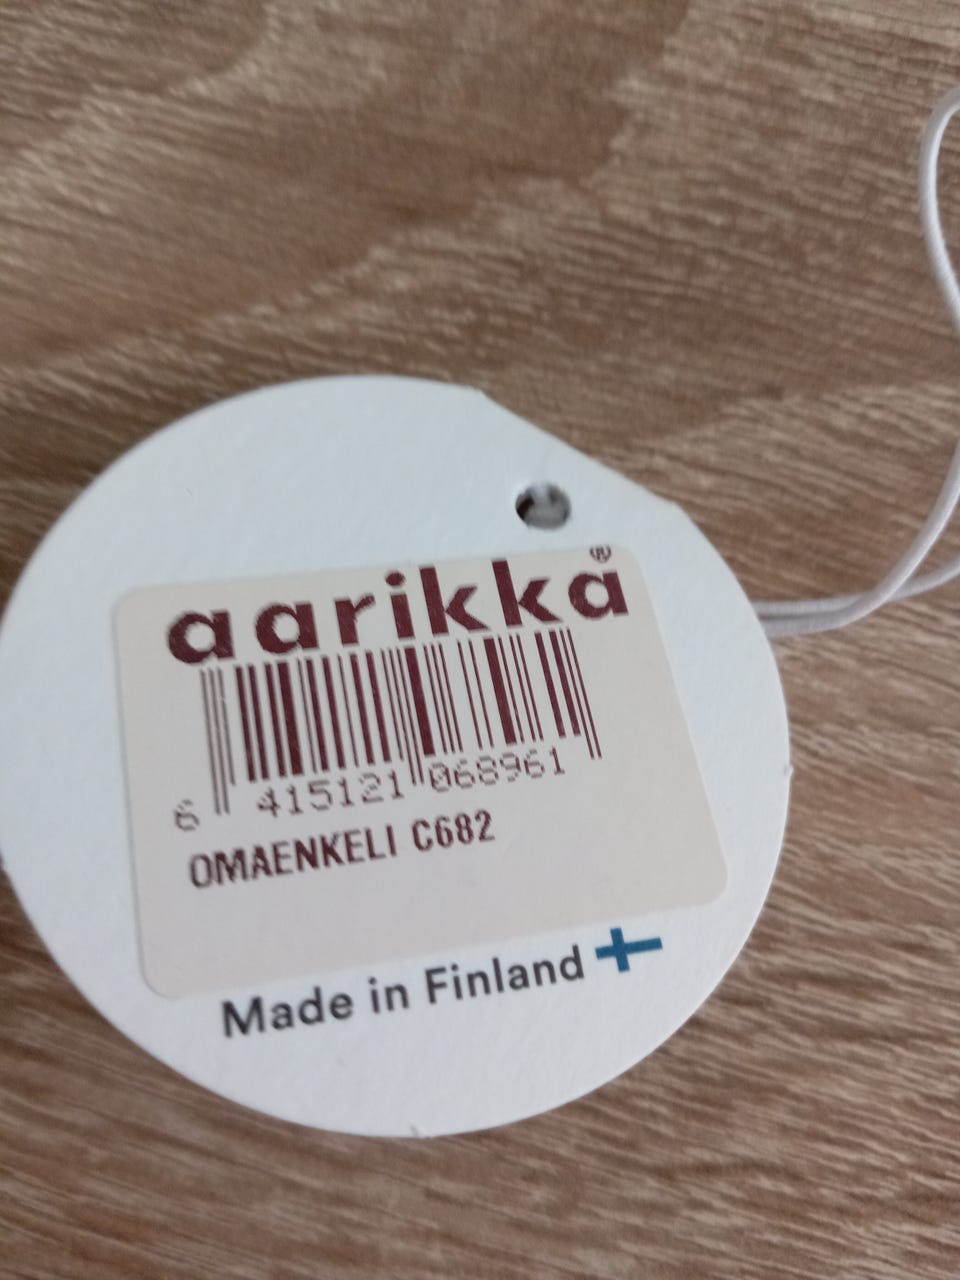 aarikka®
6 415121 068961
OMAENKELI C682
Made in Finland